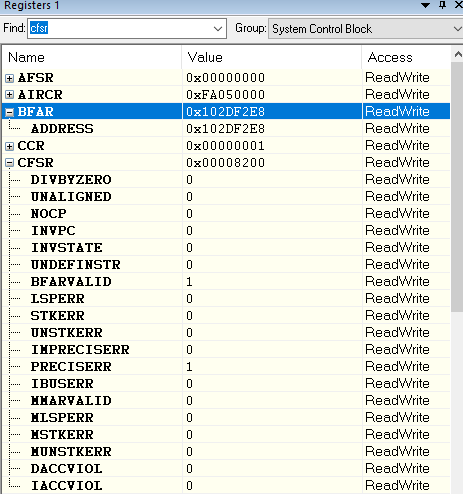 Registers 1
Find: cfsr Group: System Control Block
Name Value Access
AFSR 0x00000000 ReadWrite
AIRCR 0xFA050000 ReadWrite
BFAR 0x102DF2E8 ReadWrite
ADDRESS 0x102DF2E8 ReadWrite
CCR 0x00000001 ReadWrite
CFSR 0x00008200 ReadWrite
DIVBYZERO 0 ReadWrite
UNALIGNED 0 ReadWrite
NOCP 0 ReadWrite
INVPC 0 ReadWrite
INVSTATE 0 ReadWrite
UNDEFINSTR 0 ReadWrite
BFARVALID 1 ReadWrite
LSPERR 0 ReadWrite
STKERR 0 ReadWrite
UNSTKERR 0 ReadWrite
IMPRECISERR 0 ReadWrite
PRECISERR 1 ReadWrite
IBUSERR 0 ReadWrite
MMARVALID 0 ReadWrite
MLSPERR 0 ReadWrite
MSTKERR 0 ReadWrite
MUNSTKERR 0 ReadWrite
DACCVIOL 0 ReadWrite
IACCVIOL 0 ReadWrite